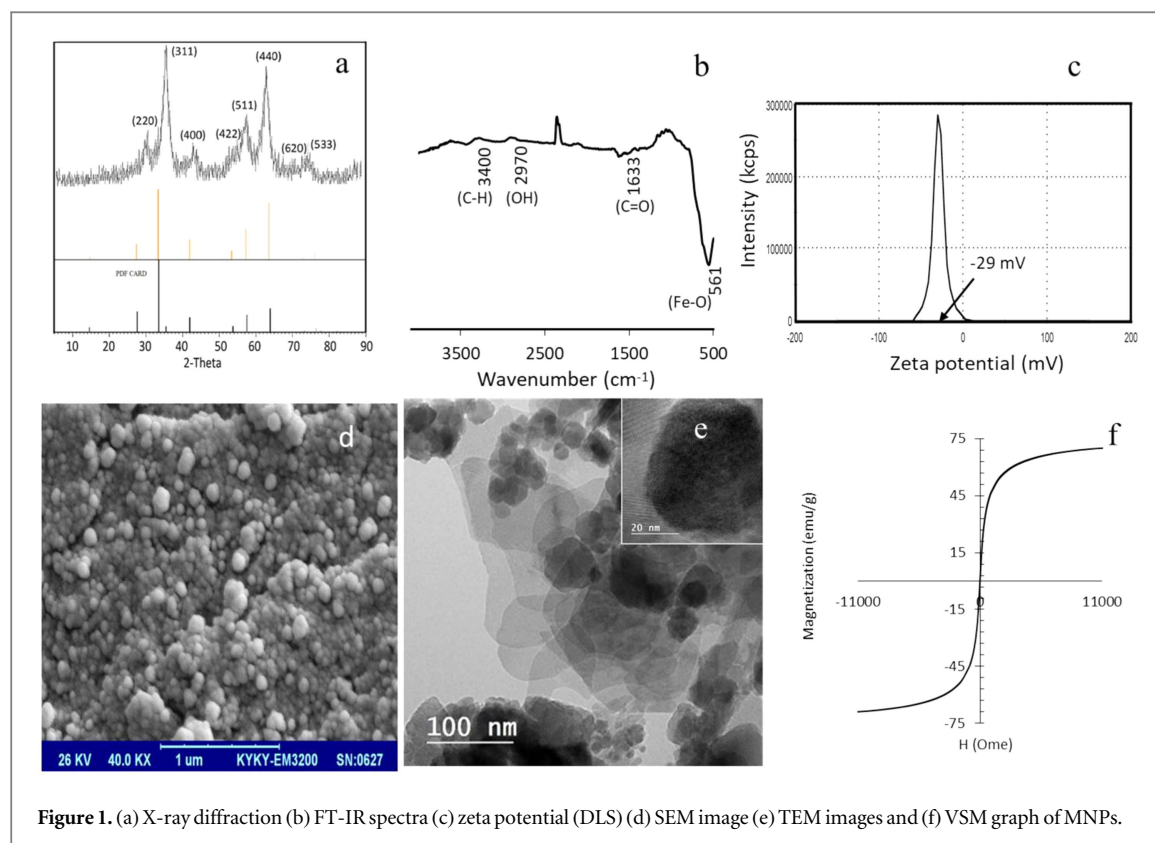 a
(311)
(440)
(511)
(220)
(400)
(422)
(620)
(533)
PDF CARD
5 10 20 30 40 50 60 70 80 90
2-Theta
b
3400
(C-H)
2970
(OH)
1633
(C=O)
561
(Fe-O)
3500 2500 1500 500
Wavenumber (cm-1)
c
Intensity (kcps)
300000
200000
100000
0
-29 mV
-200 -100 0 100 200
Zeta potential (mV)
d
26 KV 40.0 KX 1 um KYKY-EM3200 SN:0627
e
20 nm
100 nm
f
Magnetization (emu/g)
75
45
15
-11000 0 11000
-15
-45
-75
H (Ome)
Figure 1. (a) X-ray diffraction (b) FT-IR spectra (c) zeta potential (DLS) (d) SEM image (e) TEM images and (f) VSM graph of MNPs.